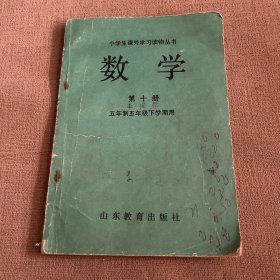 小学生课外学习读物丛书
数学
第十册
五年制五年级下学期用
山东教育出版社